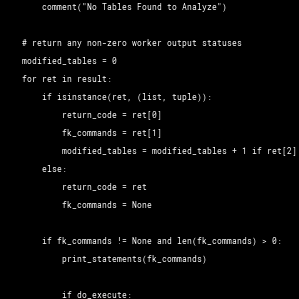 comment("No Tables Found to Analyze")
# return any non-zero worker output statuses
modified_tables = 0
for ret in result:
if isinstance(ret, (list, tuple)):
return_code = ret[0]
fk_commands = ret[1]
modified_tables = modified_tables + 1 if ret[2]
else:
return_code = ret
fk_commands = None
if fk_commands != None and len(fk_commands) > 0:
print_statements(fk_commands)
if do_execute: